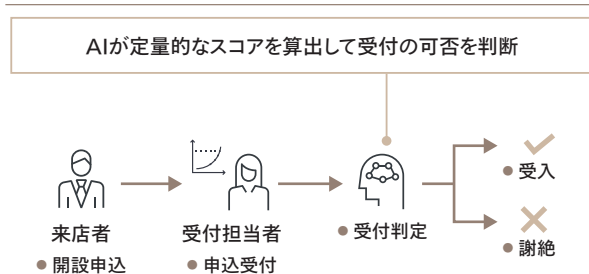 AIが定量的なスコアを算出して受付の可否を判断
来店者
● 開設申込
受付担当者
● 申込受付
● 受付判定
● 受入
● 謝絶